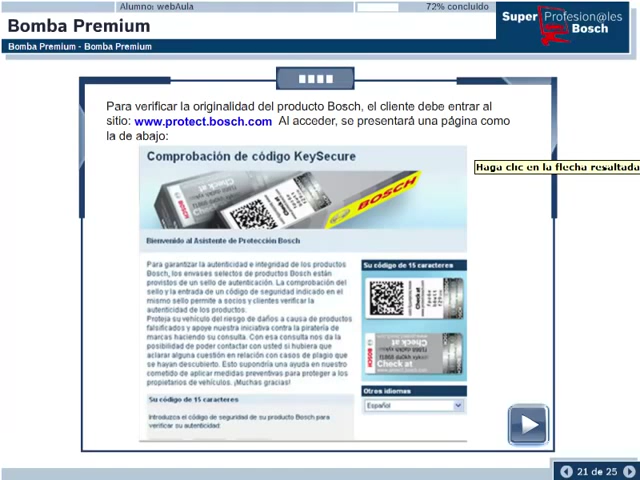 Alumno: webAula
72% concluído
Bomba Premium
Super Profesion@les
Bosch
Bomba Premium - Bomba Premium
Para verificar la originalidad del producto Bosch, el cliente debe entrar al
sitio: www.protect.bosch.com Al acceder, se presentará una página como
la de abajo:
Comprobación de código KeySecure
Haga clic en la flecha resaltada
BOSCH
Check at
Bienvenido al Asistente de Protección Bosch
Para garantizar la autenticidad e integridad de los productos
Bosch, los envases selectos de productos Bosch están
provistos de un sello de autenticación. La comprobación del
sello y la entrada de un código de seguridad indicado en el
mismo sello permite a socios y clientes verificar la
autenticidad de los productos.
Proteja su vehículo del riesgo de daños a causa de productos
falsificados y apoye nuestra iniciativa contra la piratería de
marcas haciendo su consulta. Con esa consulta nos da la
posibilidad de poder contactar con usted si hubiera que
aclarar alguna cuestión en relación con casos de plagio que
se hayan descubierto. Esto supondría una ayuda en nuestro
cometido de aplicar medidas preventivas para proteger a los
propietarios de vehículos. ¡Muchas gracias!
Su código de 15 caracteres
Introduzca el código de seguridad de su producto Bosch para
verificar su autenticidad
Su código de 15 caracteres
Check at
BOSCH
Check at
Otros idiomas
Español
21 de 25